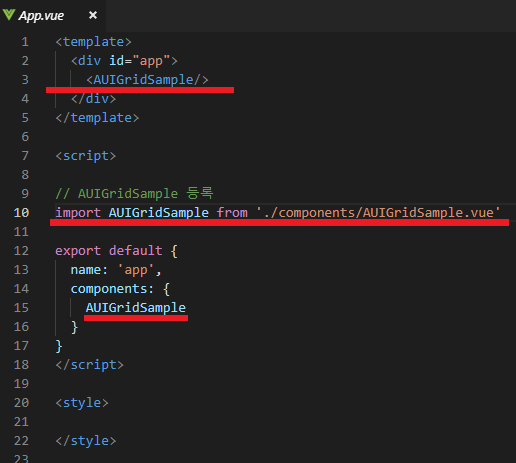 App.vue ×
1 <template>
2 <div id="app">
3 <AUIGridSample/>
4 </div>
5 </template>
6
7 <script>
8
9 // AUIGridSample 등록
10 import AUIGridSample from './components/AUIGridSample.vue'
11
12 export default {
13 name: 'app',
14 components: {
15 AUIGridSample
16 }
17 }
18 </script>
19
20 <style>
21
22 </style>
23